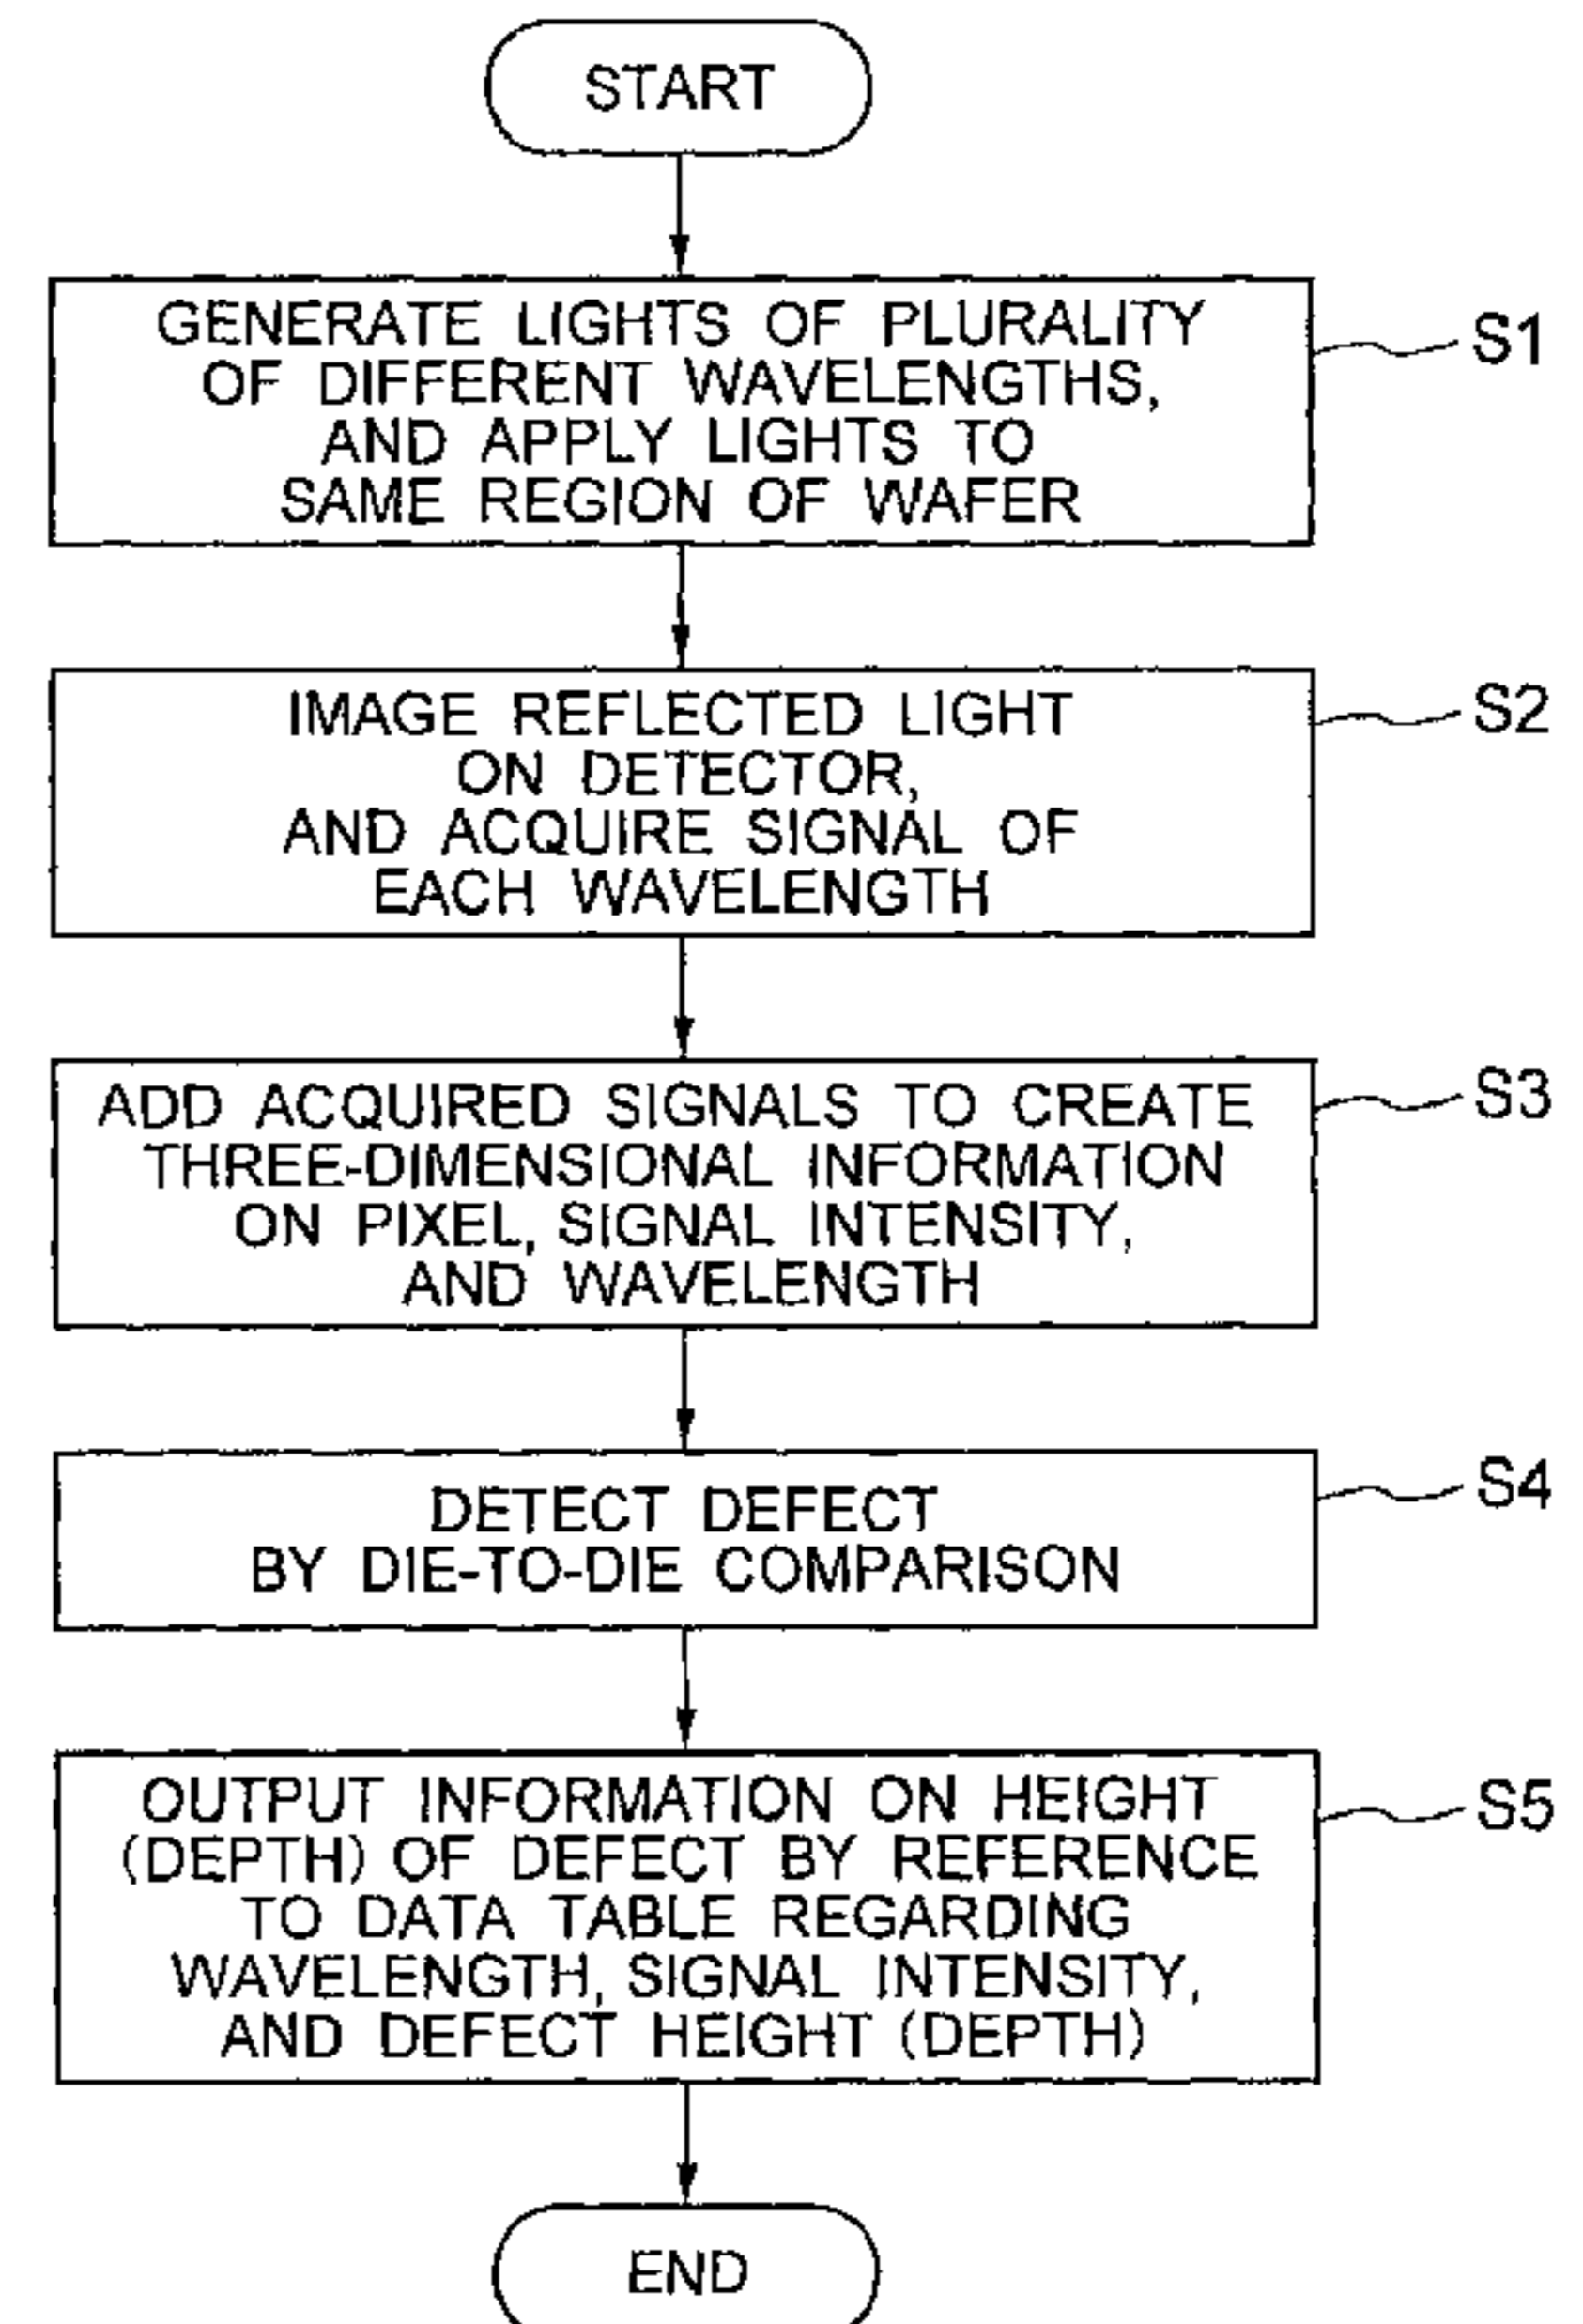 START
GENERATE LIGHTS OF PLURALITY
OF DIFFERENT WAVELENGTHS,
AND APPLY LIGHTS TO
SAME REGION OF WAFER
S1
IMAGE REFLECTED LIGHT
ON DETECTOR,
AND ACQUIRE SIGNAL OF
EACH WAVELENGTH
S2
ADD ACQUIRED SIGNALS TO CREATE
THREE-DIMENSIONAL INFORMATION
ON PIXEL, SIGNAL INTENSITY,
AND WAVELENGTH
S3
DETECT DEFECT
BY DIE-TO-DIE COMPARISON
S4
OUTPUT INFORMATION ON HEIGHT
(DEPTH) OF DEFECT BY REFERENCE
TO DATA TABLE REGARDING
WAVELENGTH, SIGNAL INTENSITY,
AND DEFECT HEIGHT (DEPTH)
S5
END